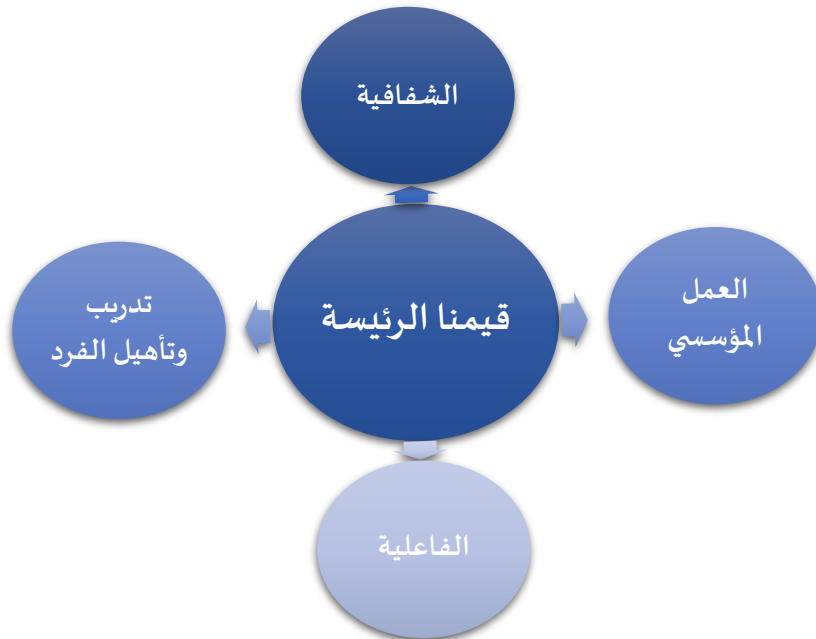 الشفافية
العمل
المؤسسي
قيمنا الرئيسة
تدريب
وتأهيل الفرد
الفاعلية